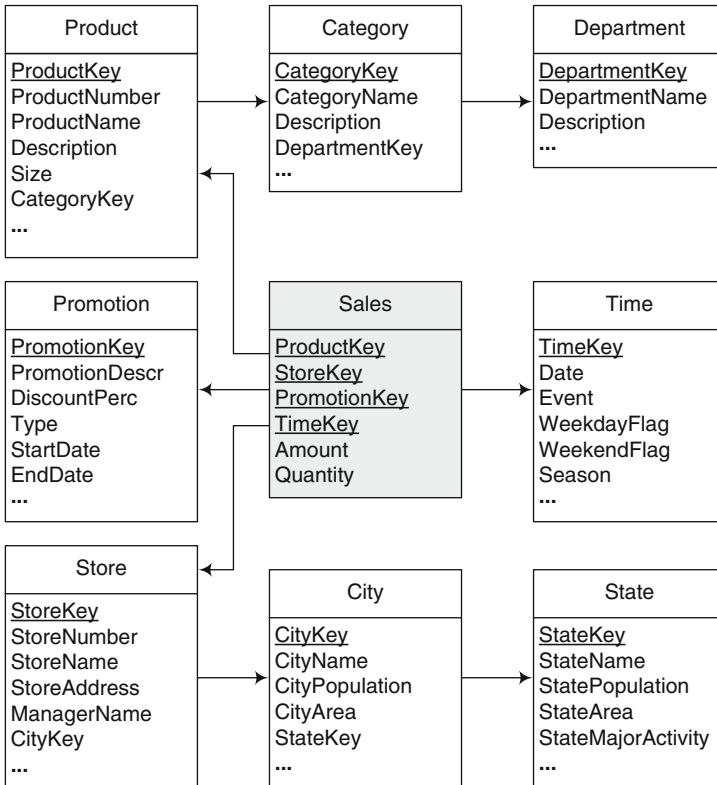 Product
ProductKey
ProductNumber
ProductName
Description
Size
CategoryKey
...
Category
CategoryKey
CategoryName
Description
DepartmentKey
...
Department
DepartmentKey
DepartmentName
Description
...
Promotion
PromotionKey
PromotionDescr
DiscountPerc
Type
StartDate
EndDate
...
Sales
ProductKey
StoreKey
PromotionKey
TimeKey
Amount
Quantity
Time
TimeKey
Date
Event
WeekdayFlag
WeekendFlag
Season
...
Store
StoreKey
StoreNumber
StoreName
StoreAddress
ManagerName
CityKey
...
City
CityKey
CityName
CityPopulation
CityArea
StateKey
...
State
StateKey
StateName
StatePopulation
StateArea
StateMajorActivity
...